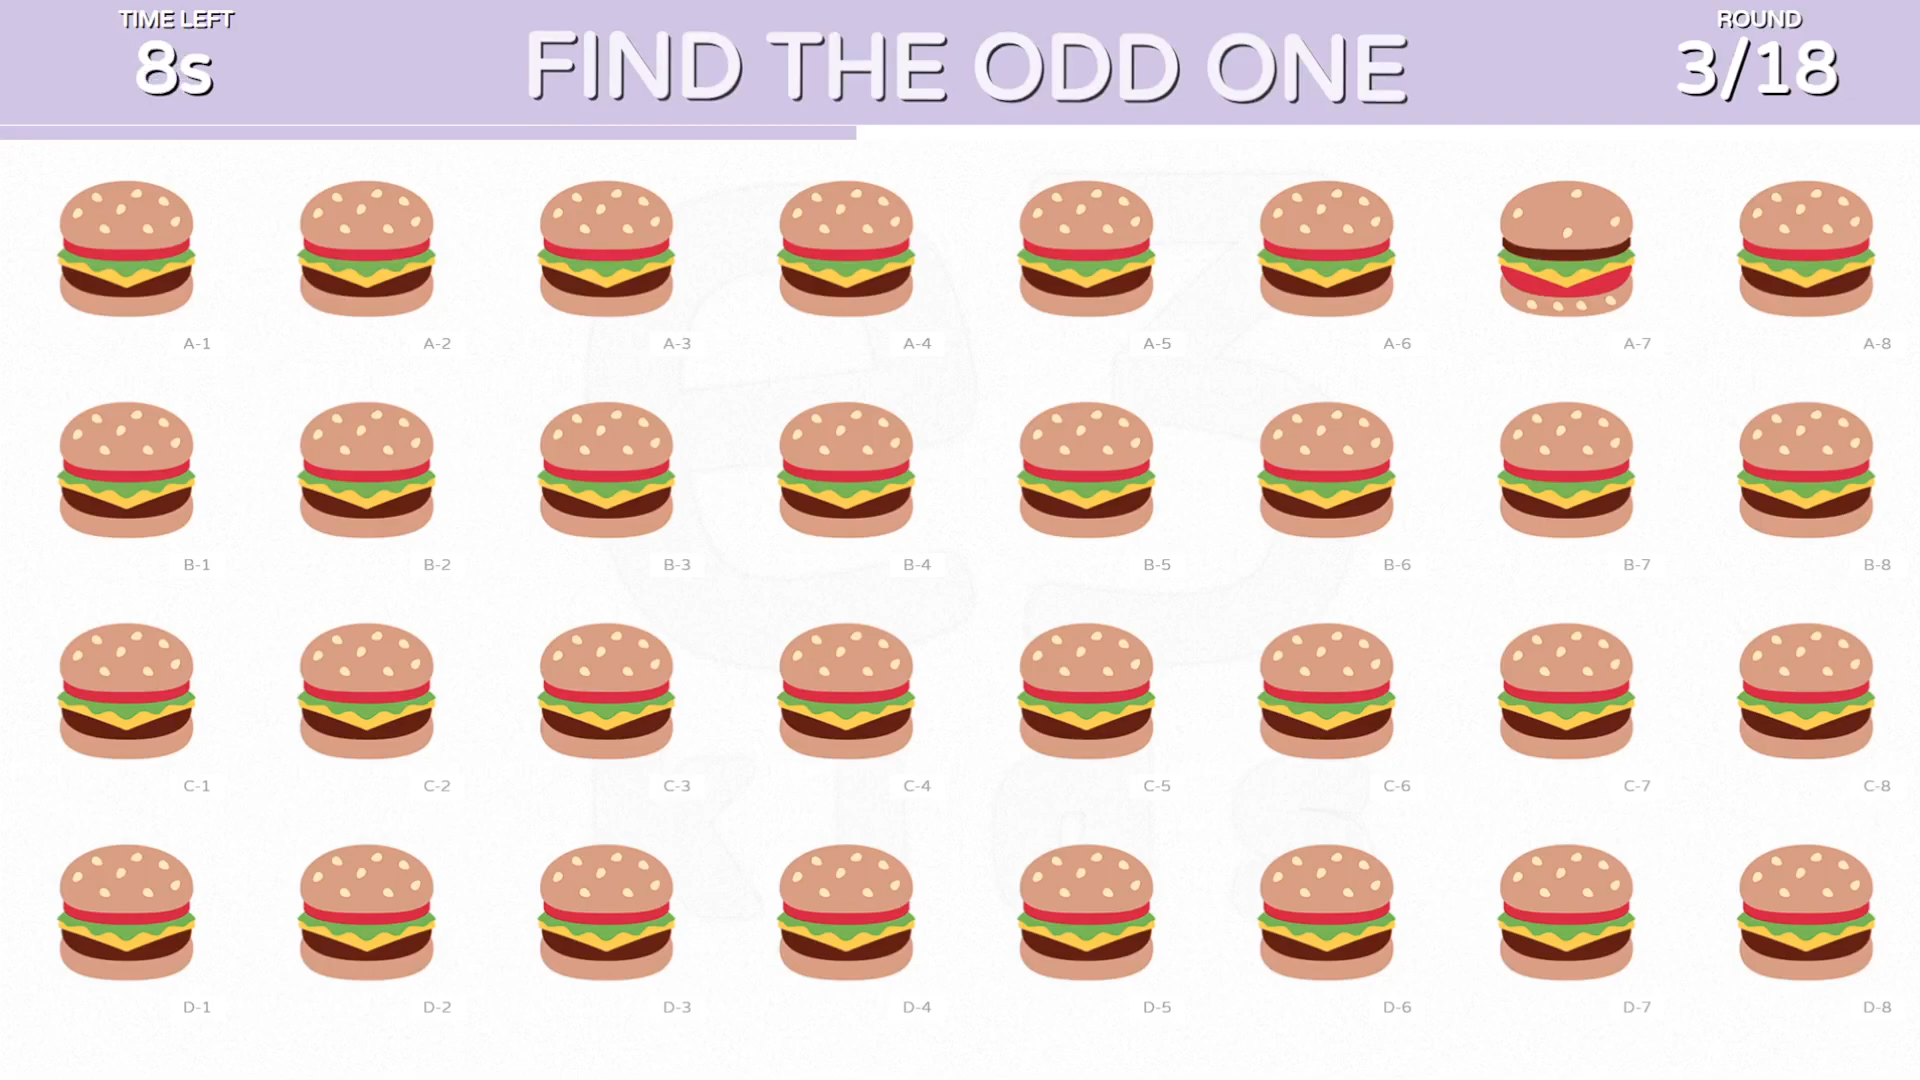 TIME LEFT
8s
FIND THE ODD ONE
ROUND
3/18
A-1 A-2 A-3 A-4 A-5 A-6 A-7 A-8
B-1 B-2 B-3 B-4 B-5 B-6 B-7 B-8
C-1 C-2 C-3 C-4 C-5 C-6 C-7 C-8
D-1 D-2 D-3 D-4 D-5 D-6 D-7 D-8